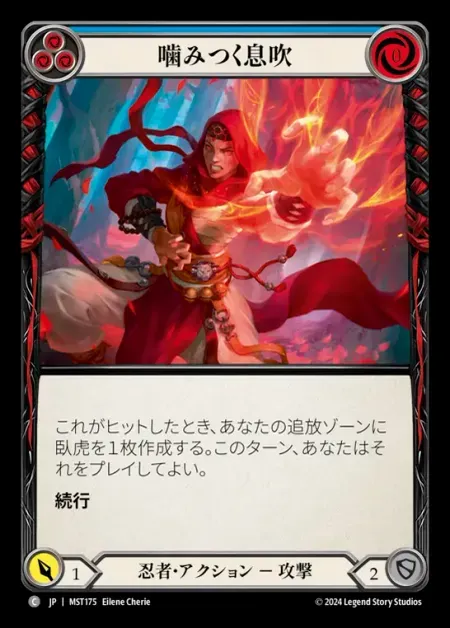 噛みつく息吹
0
これがヒットしたとき、あなたの追放ゾーンに
臥虎を1枚作成する。このターン、あなたはそ
れをプレイしてよい。
続行
1
忍者・アクション － 攻撃
2
C JP | MST175 Eilene Cherie
© 2024 Legend Story Studios